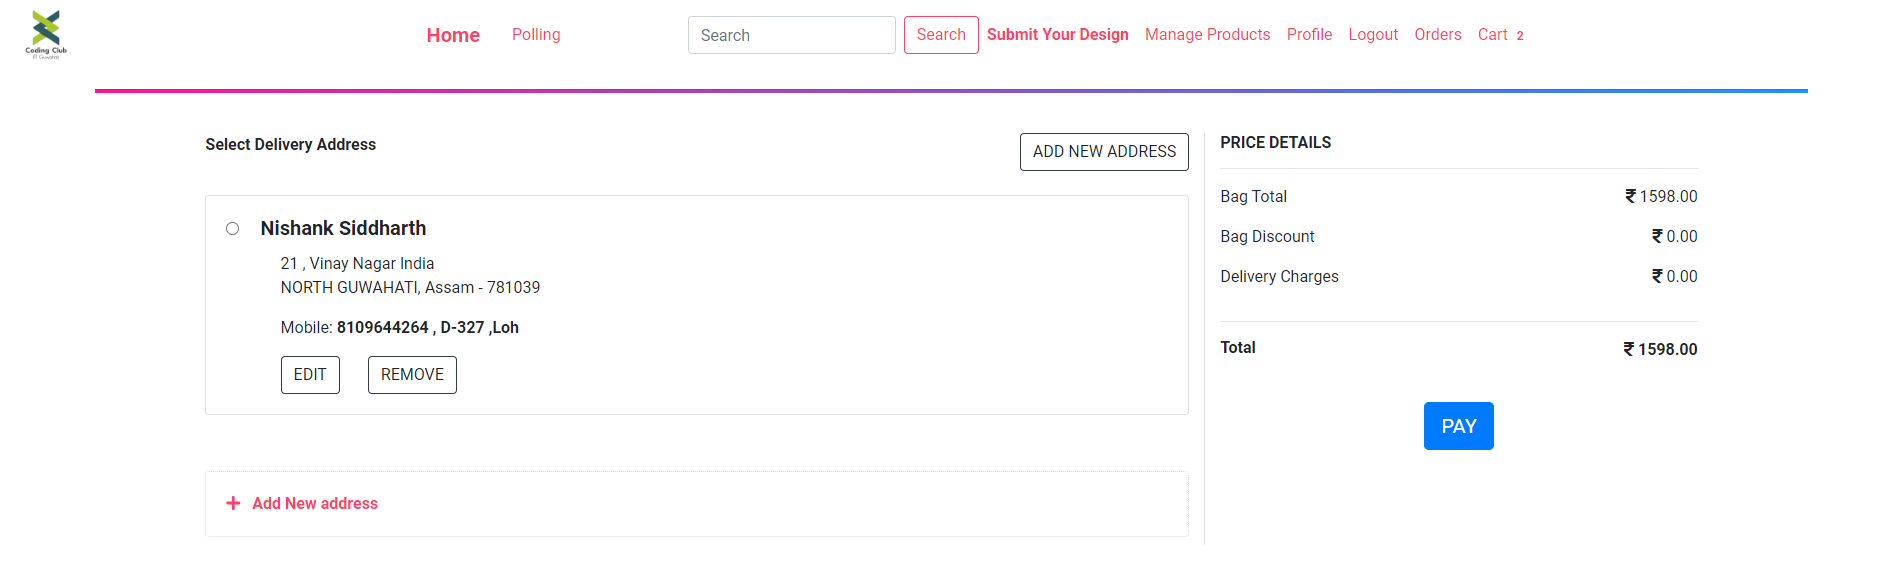 Coding Club
IIT Guwahati
Home Polling Search Search Submit Your Design Manage Products Profile Logout Orders Cart 2
Select Delivery Address
ADD NEW ADDRESS
Nishank Siddharth
21 , Vinay Nagar India
NORTH GUWAHATI, Assam - 781039
Mobile: 8109644264 , D-327 ,Loh
EDIT REMOVE
+ Add New address
PRICE DETAILS
Bag Total ₹ 1598.00
Bag Discount ₹ 0.00
Delivery Charges ₹ 0.00
Total ₹ 1598.00
PAY